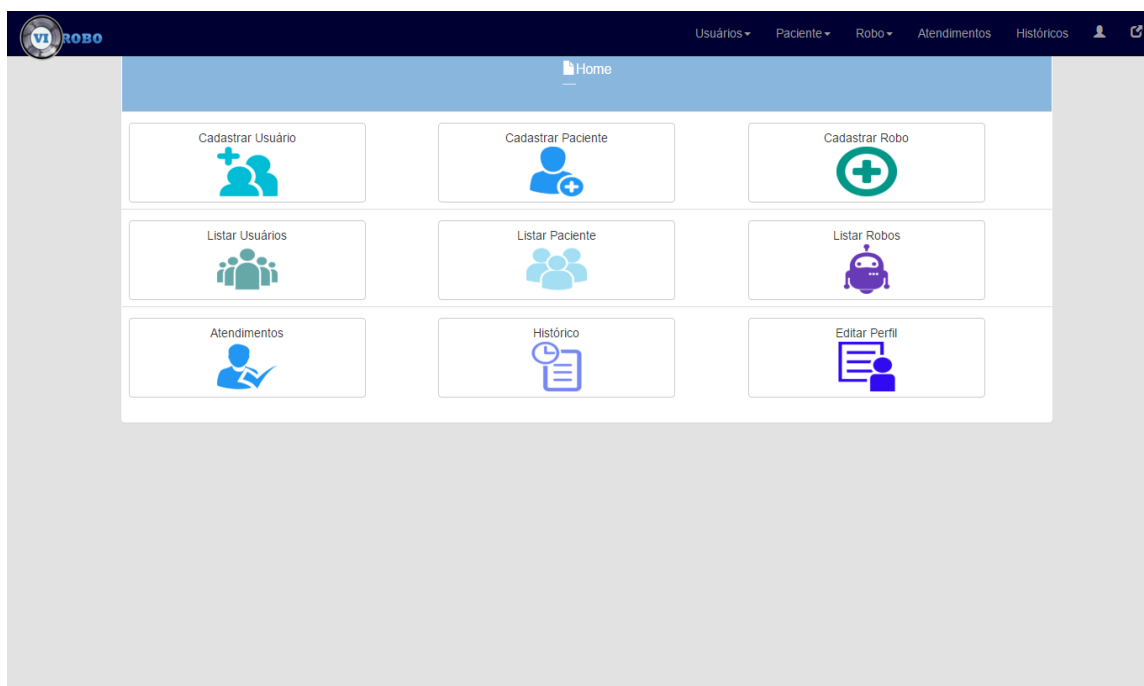 VI ROBO
Usuários Paciente Robo Atendimentos Históricos
Home
Cadastrar Usuário Cadastrar Paciente Cadastrar Robo
Listar Usuários Listar Paciente Listar Robos
Atendimentos Histórico Editar Perfil